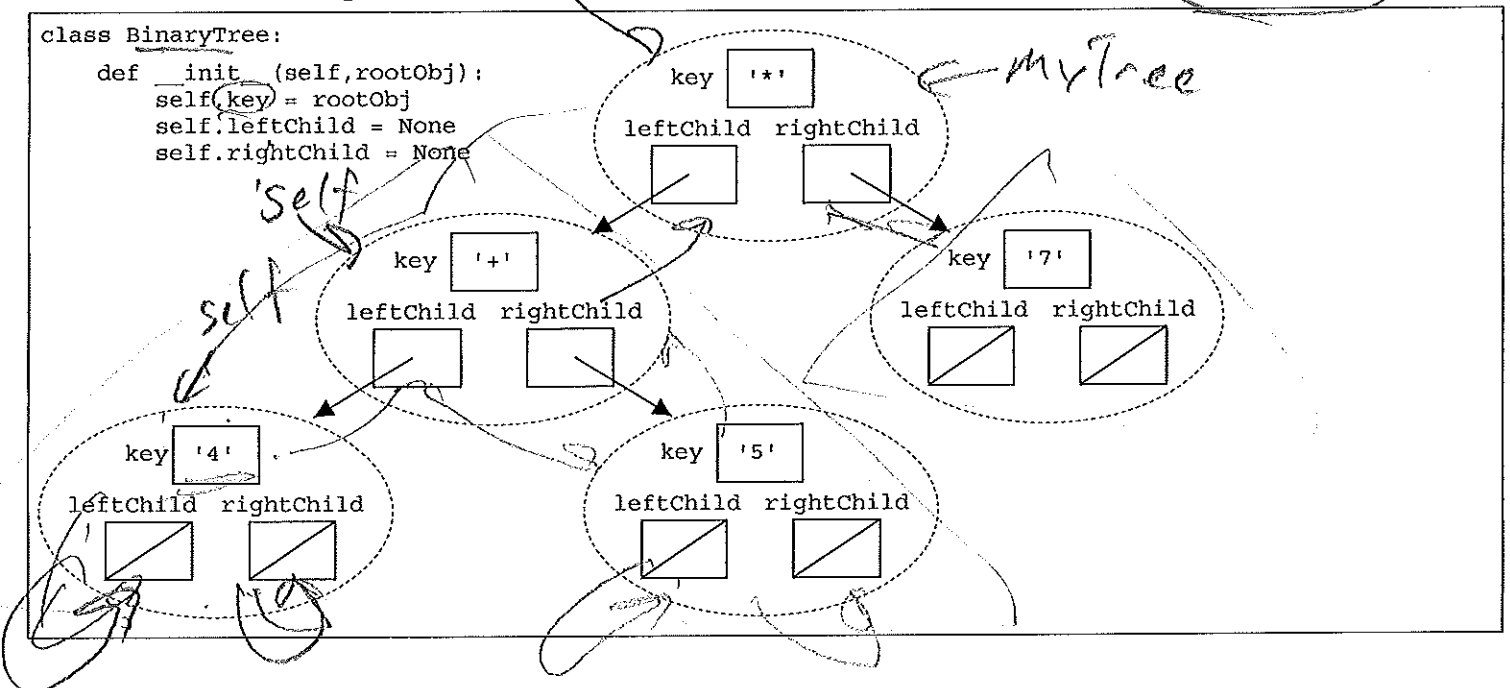 class BinaryTree:
def __init__(self,rootObj):
self.key = rootObj
self.leftChild = None
self.rightChild = None
key '*'
leftChild rightChild
MyTree
self
key '+'
leftChild rightChild
key '7'
leftChild rightChild
self
key '4'
leftChild rightChild
key '5'
leftChild rightChild